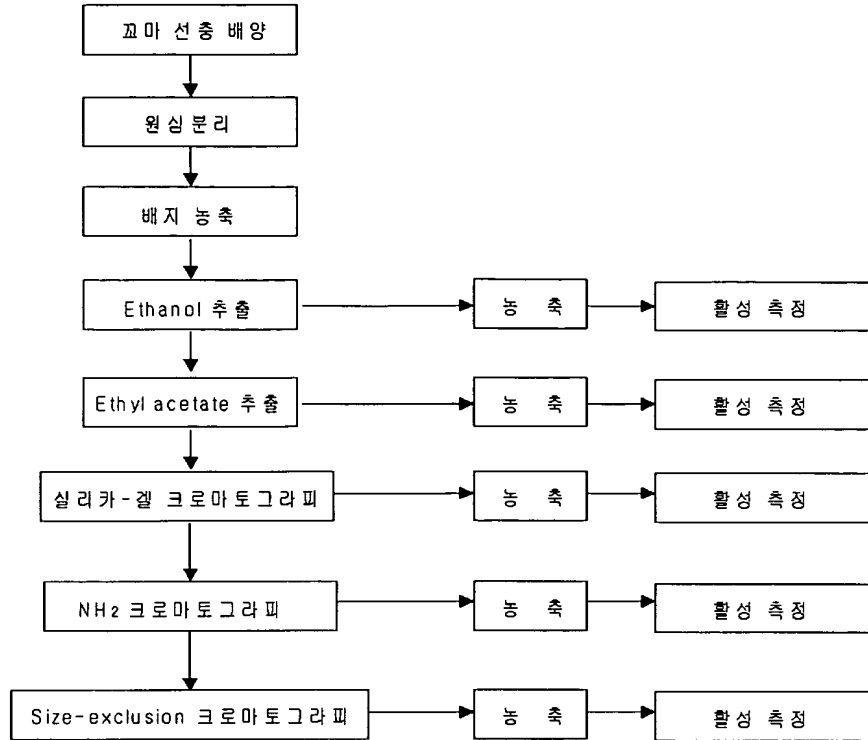 꼬마 선충 배양
원심분리
배지 농축
Ethanol 추출 농 축 활성 측정
Ethyl acetate 추출 농 축 활성 측정
실리카-겔 크로마토그라피 농 축 활성 측정
NH2 크로마토그라피 농 축 활성 측정
Size-exclusion 크로마토그라피 농 축 활성 측정